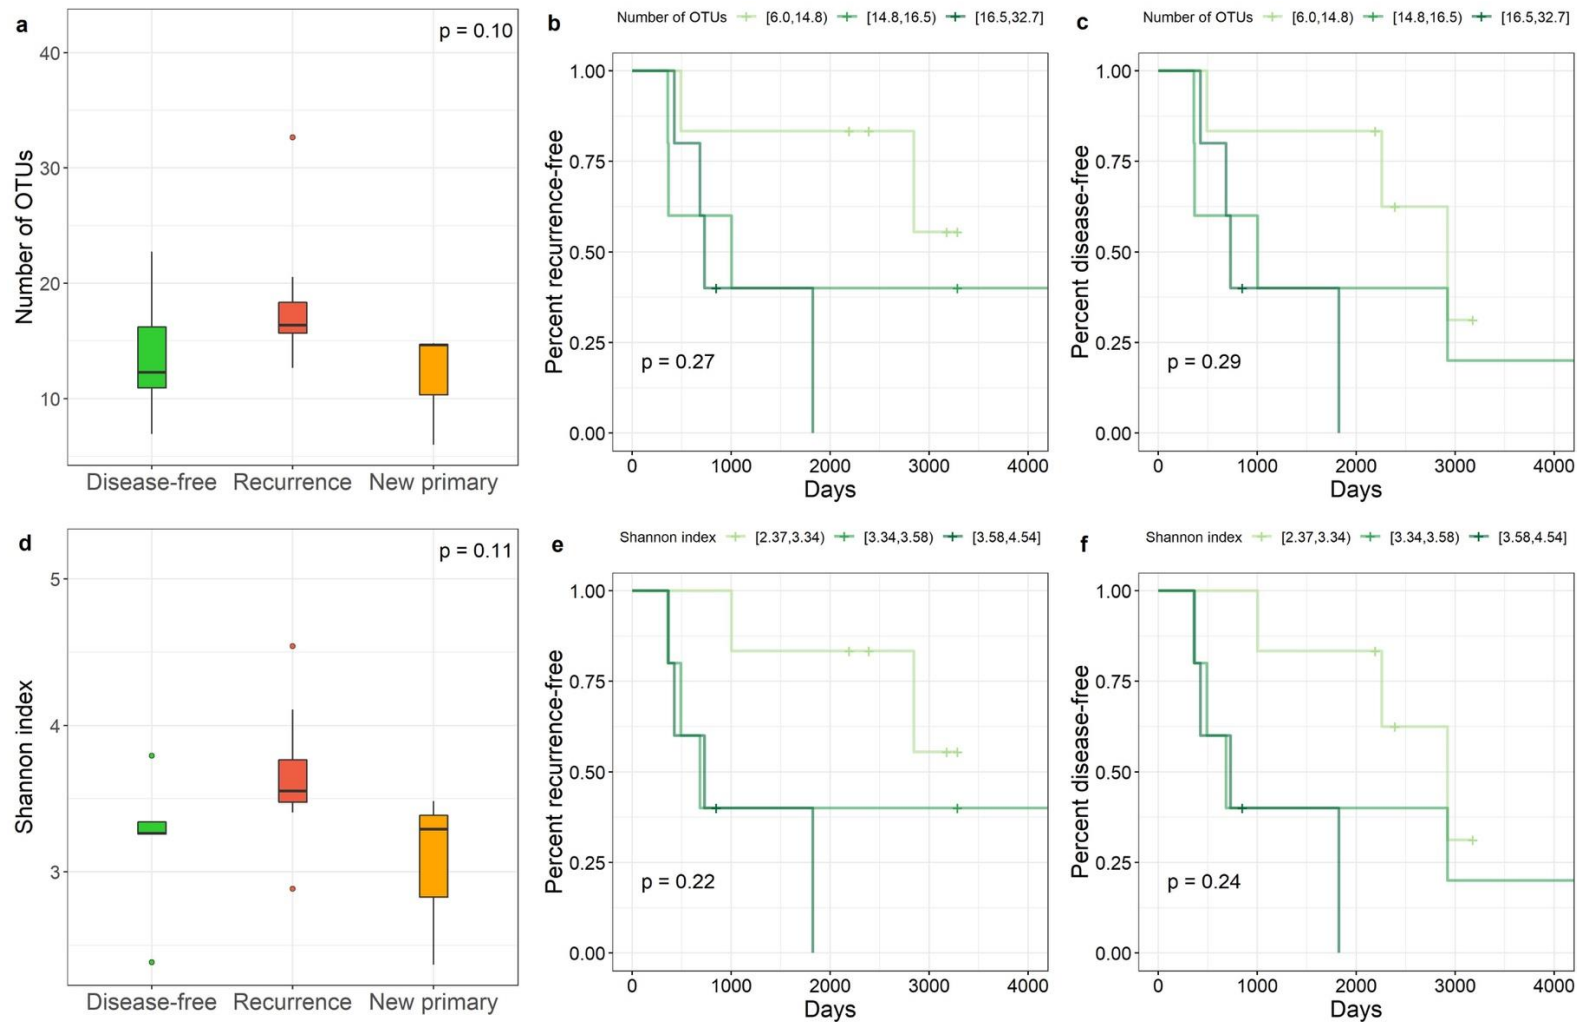 a
p = 0.10
Number of OTUs
40
30
20
10
Disease-free Recurrence New primary
b
Number of OTUs [6.0,14.8) [14.8,16.5) [16.5,32.7]
Percent recurrence-free
1.00
0.75
0.50
0.25
0.00
p = 0.27
0 1000 2000 3000 4000
Days
c
Number of OTUs [6.0,14.8) [14.8,16.5) [16.5,32.7]
Percent disease-free
1.00
0.75
0.50
0.25
0.00
p = 0.29
0 1000 2000 3000 4000
Days
d
p = 0.11
Shannon index
5
4
3
Disease-free Recurrence New primary
e
Shannon index [2.37,3.34) [3.34,3.58) [3.58,4.54]
Percent recurrence-free
1.00
0.75
0.50
0.25
0.00
p = 0.22
0 1000 2000 3000 4000
Days
f
Shannon index [2.37,3.34) [3.34,3.58) [3.58,4.54]
Percent disease-free
1.00
0.75
0.50
0.25
0.00
p = 0.24
0 1000 2000 3000 4000
Days